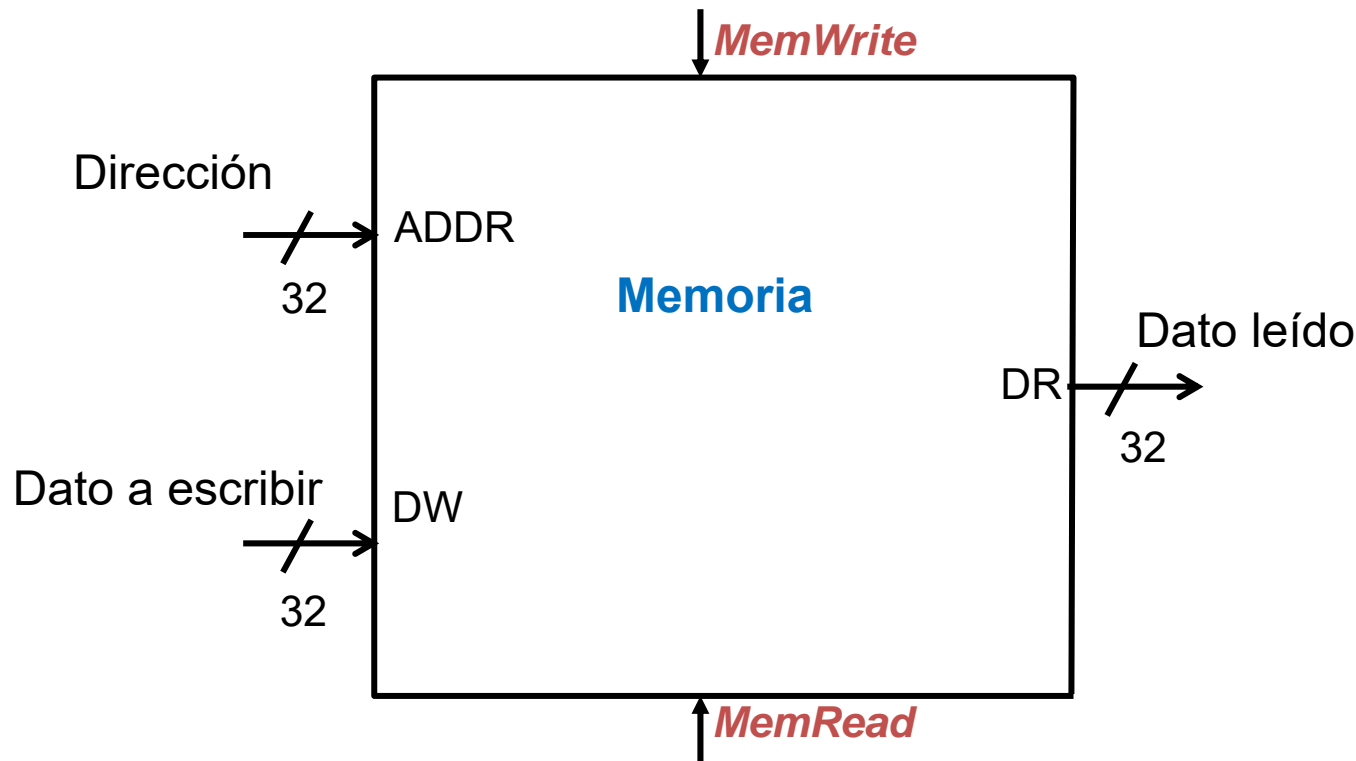 MemWrite
Dirección
ADDR
32
Memoria
Dato leído
DR
32
Dato a escribir
DW
32
MemRead